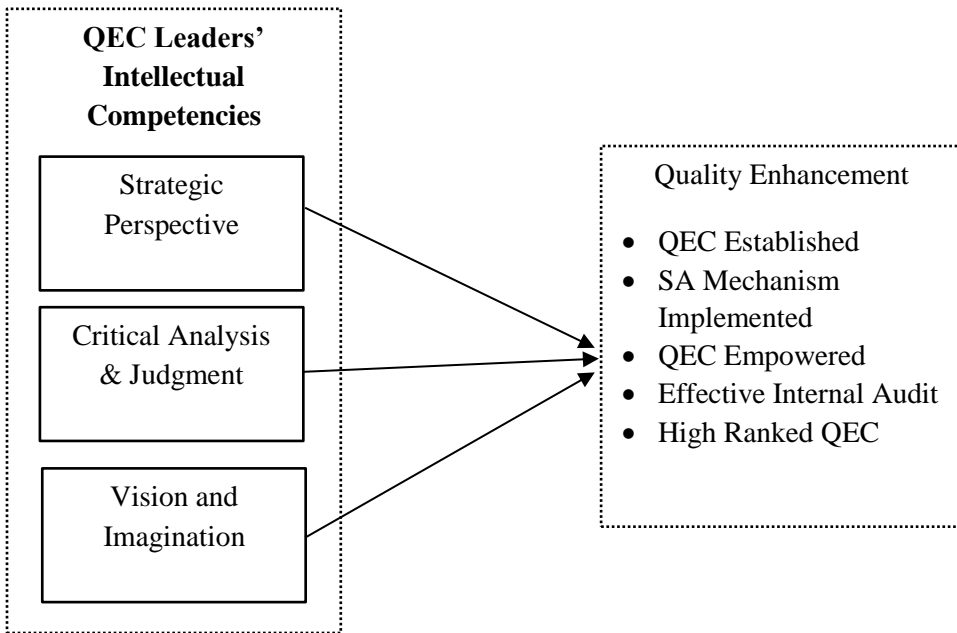 QEC Leaders’
Intellectual
Competencies
Strategic
Perspective
Critical Analysis
& Judgment
Vision and
Imagination
Quality Enhancement
• QEC Established
• SA Mechanism
Implemented
• QEC Empowered
• Effective Internal Audit
• High Ranked QEC